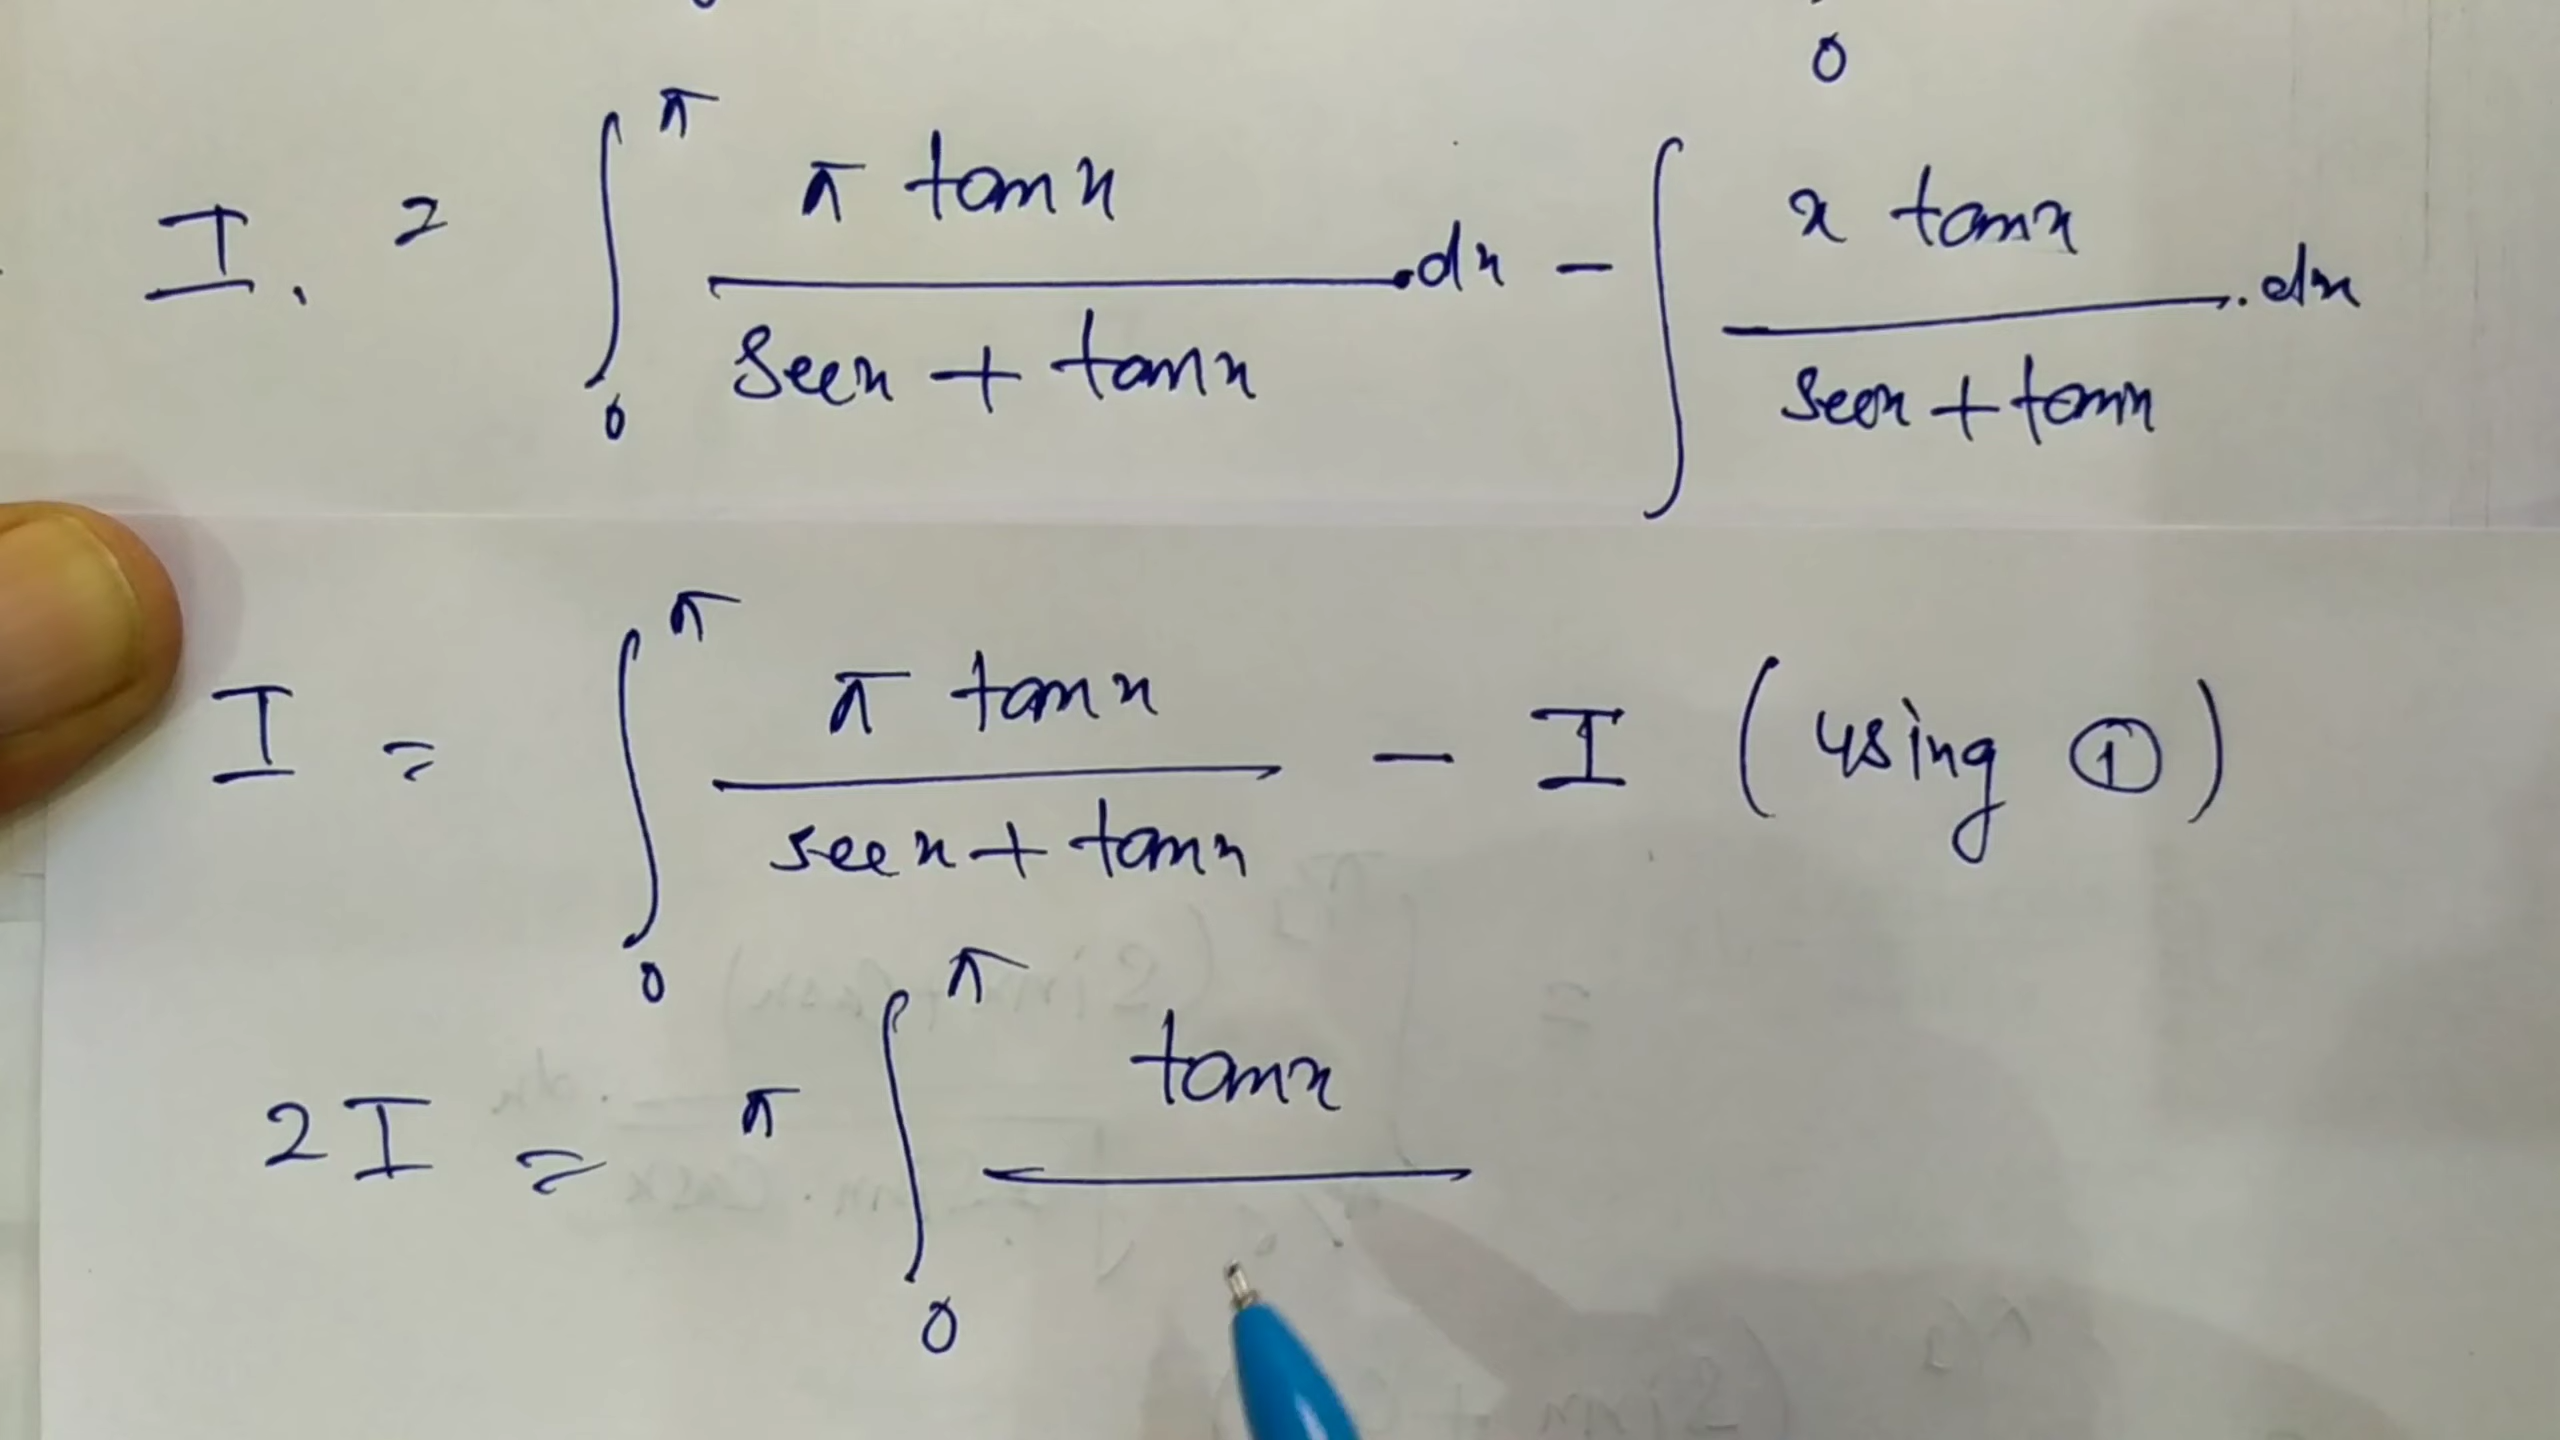 0
I. = ∫₀^π (π tanx)/(secx + tanx) .dx - ∫ (x tanx)/(secx + tanx) .dx
I = ∫₀^π (π tanx)/(secx + tanx) - I (using ①)
2I = π ∫₀^π tanx